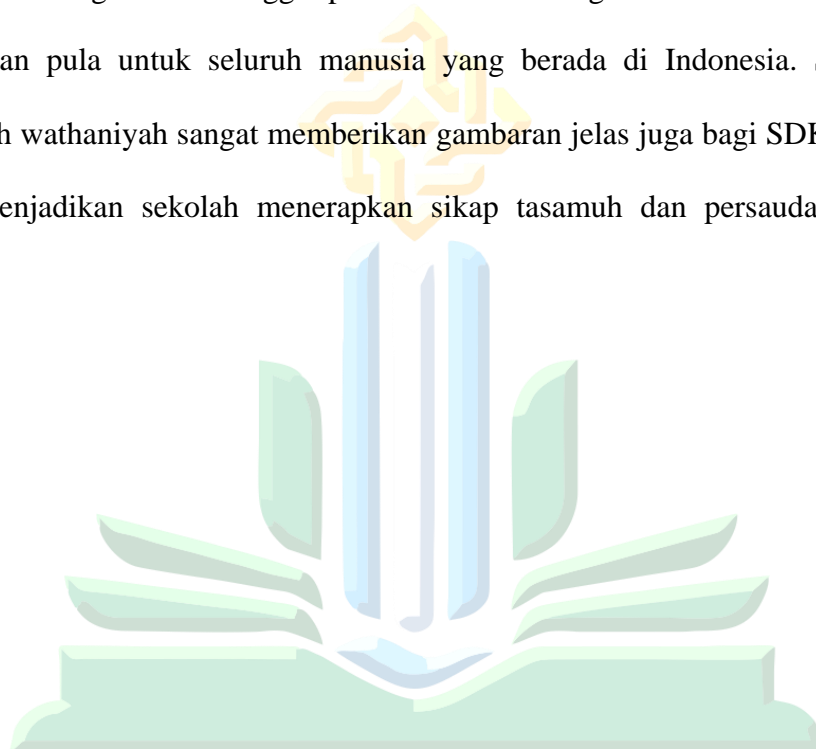 an pula untuk seluruh manusia yang berada di Indonesia.
h wathaniyah sangat memberikan gambaran jelas juga bagi SD
enjadikan sekolah menerapkan sikap tasamuh dan persauda